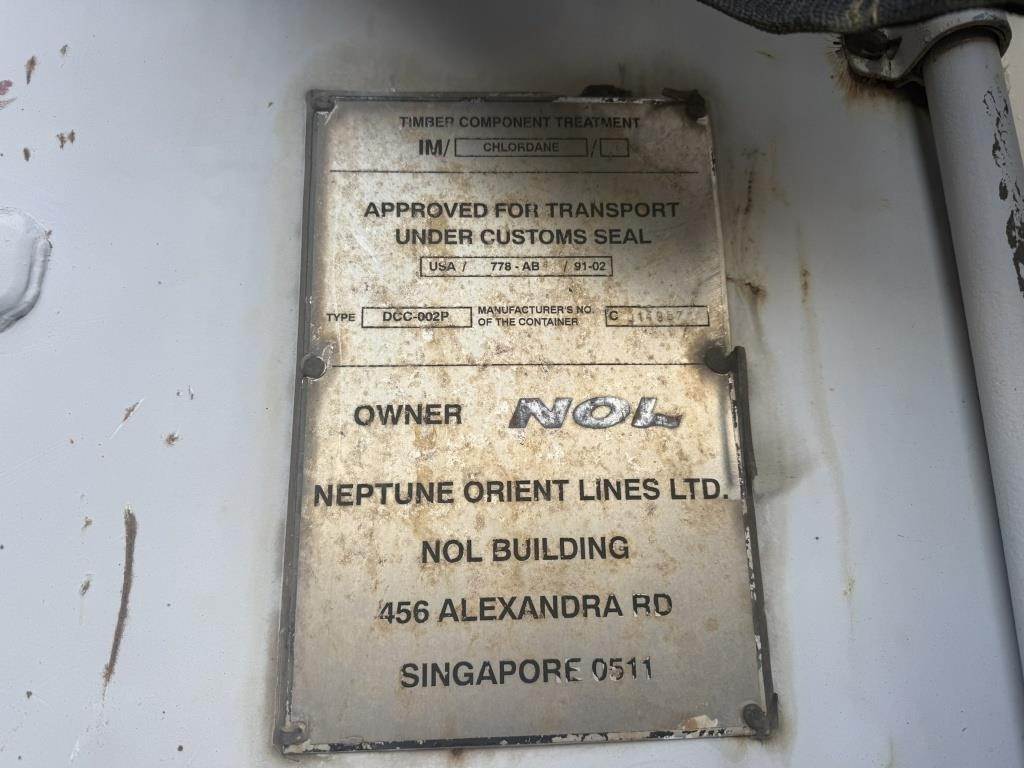 TIMBER COMPONENT TREATMENT
IM/ CHLORDANE /
APPROVED FOR TRANSPORT
UNDER CUSTOMS SEAL
USA / 778 - AB / 91-02
TYPE DCC-002P MANUFACTURER'S NO. OF THE CONTAINER C
OWNER NOL
NEPTUNE ORIENT LINES LTD.
NOL BUILDING
456 ALEXANDRA RD
SINGAPORE 0511